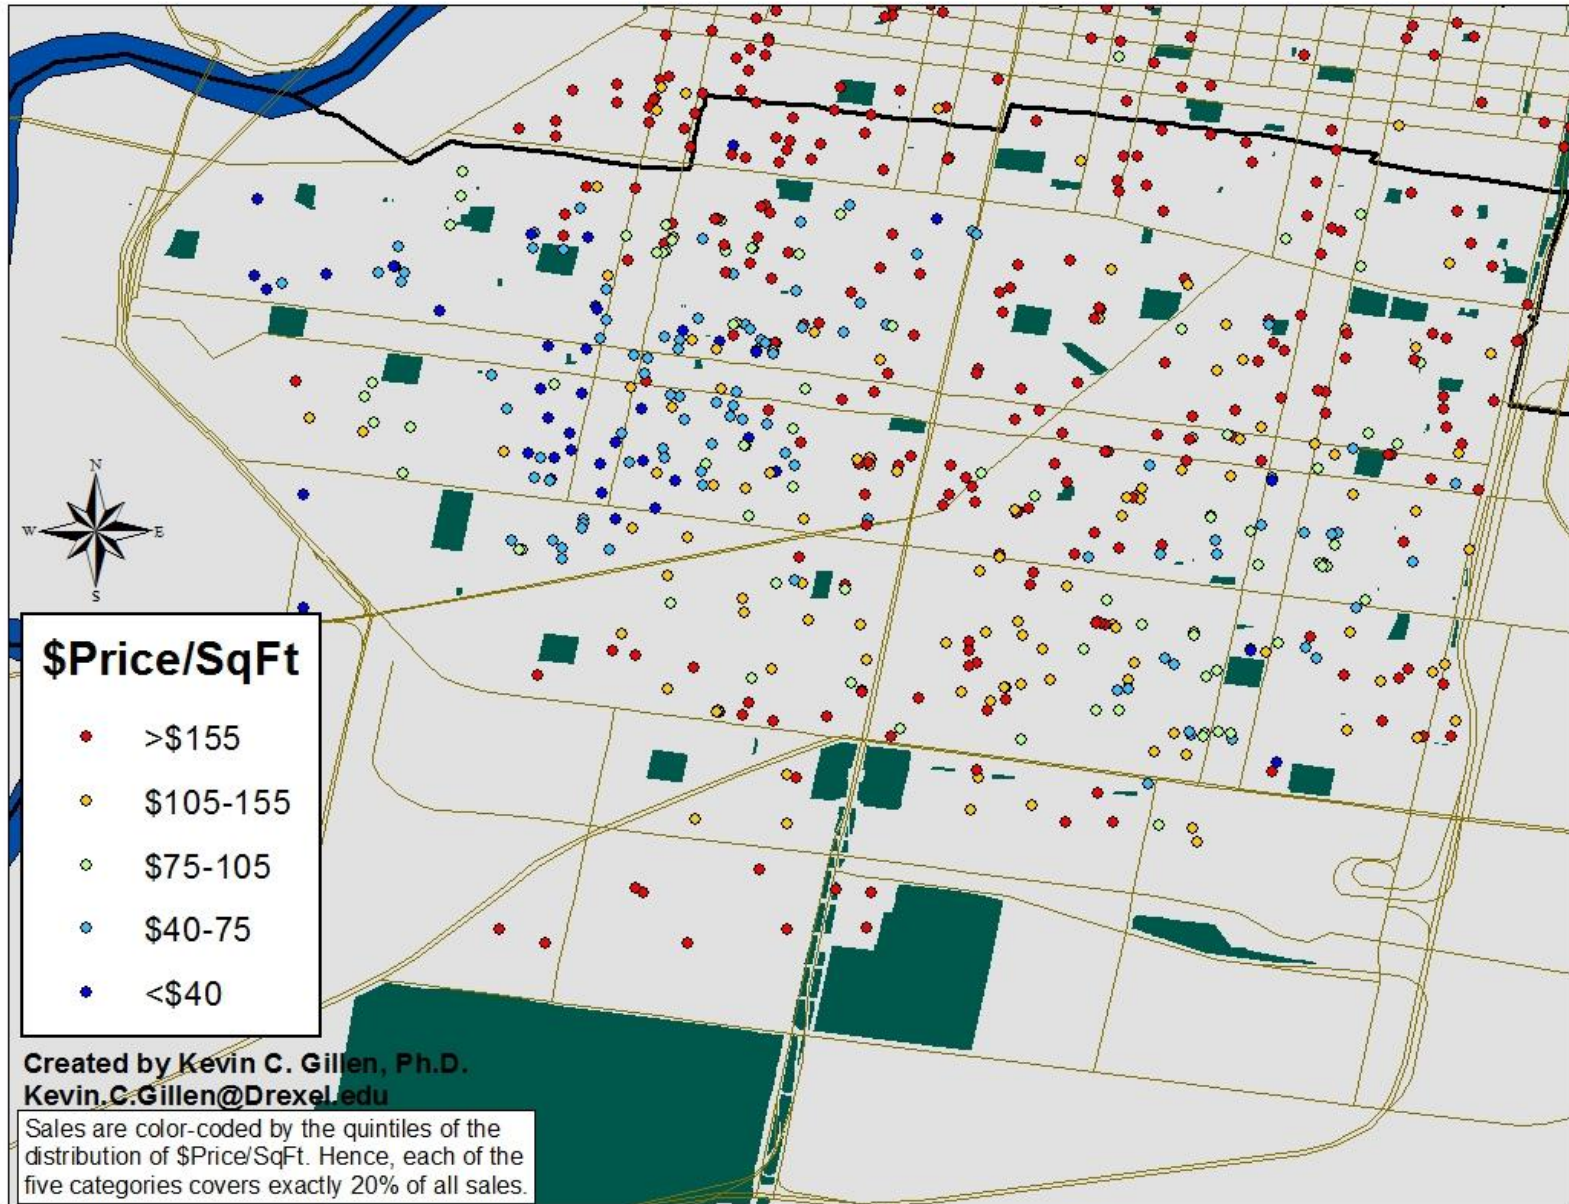 N
W
E
S
$Price/SqFt
>$155
$105-155
$75-105
$40-75
<$40
Created by Kevin C. Gillen, Ph.D.
Kevin.C.Gillen@Drexel.edu
Sales are color-coded by the quintiles of the
distribution of $Price/SqFt. Hence, each of the
five categories covers exactly 20% of all sales.